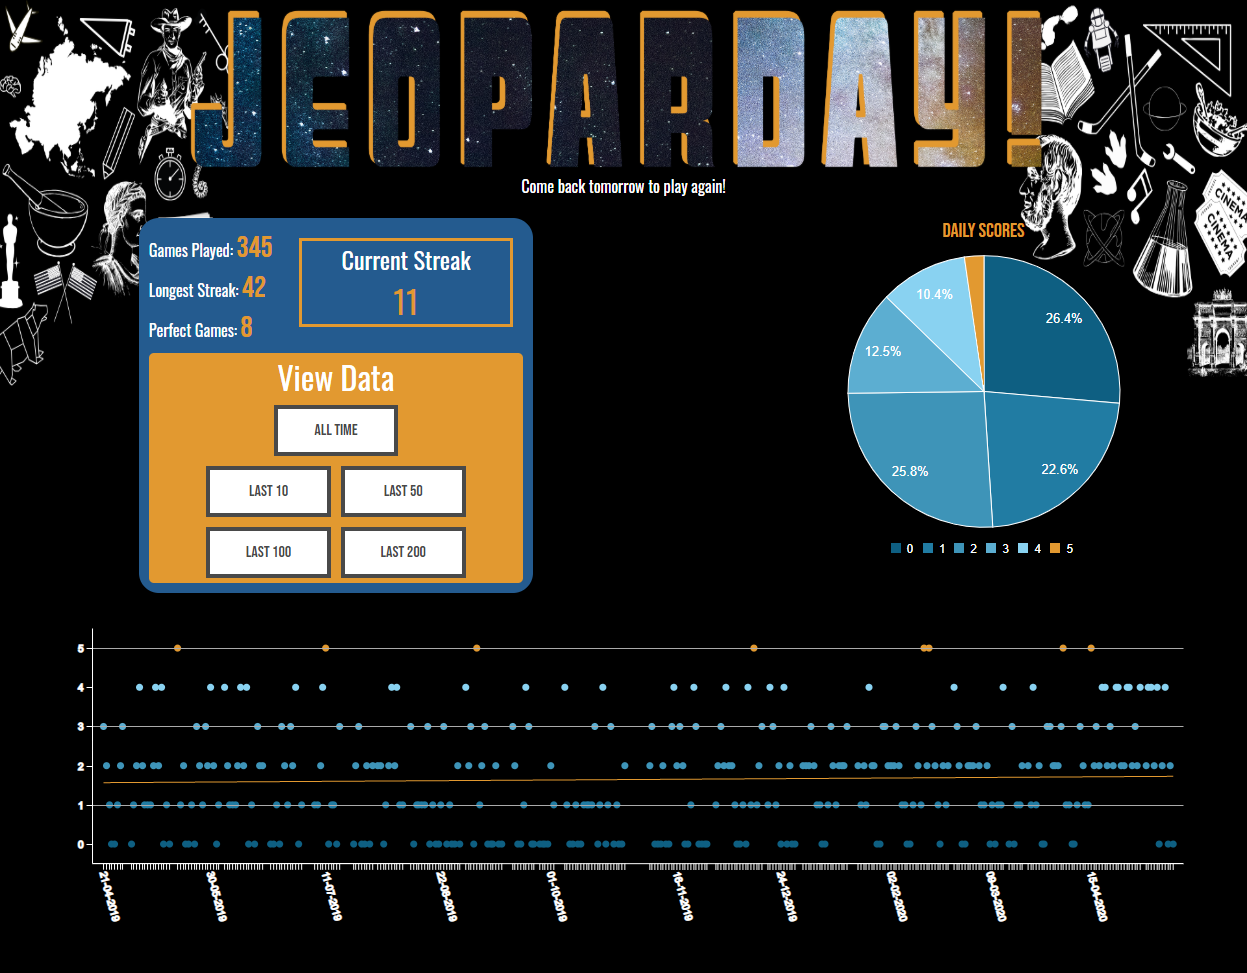 JEOPARDAY!
Come back tomorrow to play again!
Games Played: 345
Longest Streak: 42
Perfect Games: 8
Current Streak
11
View Data
ALL TIME
LAST 10
LAST 50
LAST 100
LAST 200
DAILY SCORES
26.4%
22.6%
25.8%
12.5%
10.4%
0 1 2 3 4 5
CINEMA
CINEMA
5
4
3
2
1
0
21-04-2019
30-05-2019
11-07-2019
22-08-2019
01-10-2019
16-11-2019
24-12-2019
02-02-2020
09-03-2020
15-04-2020